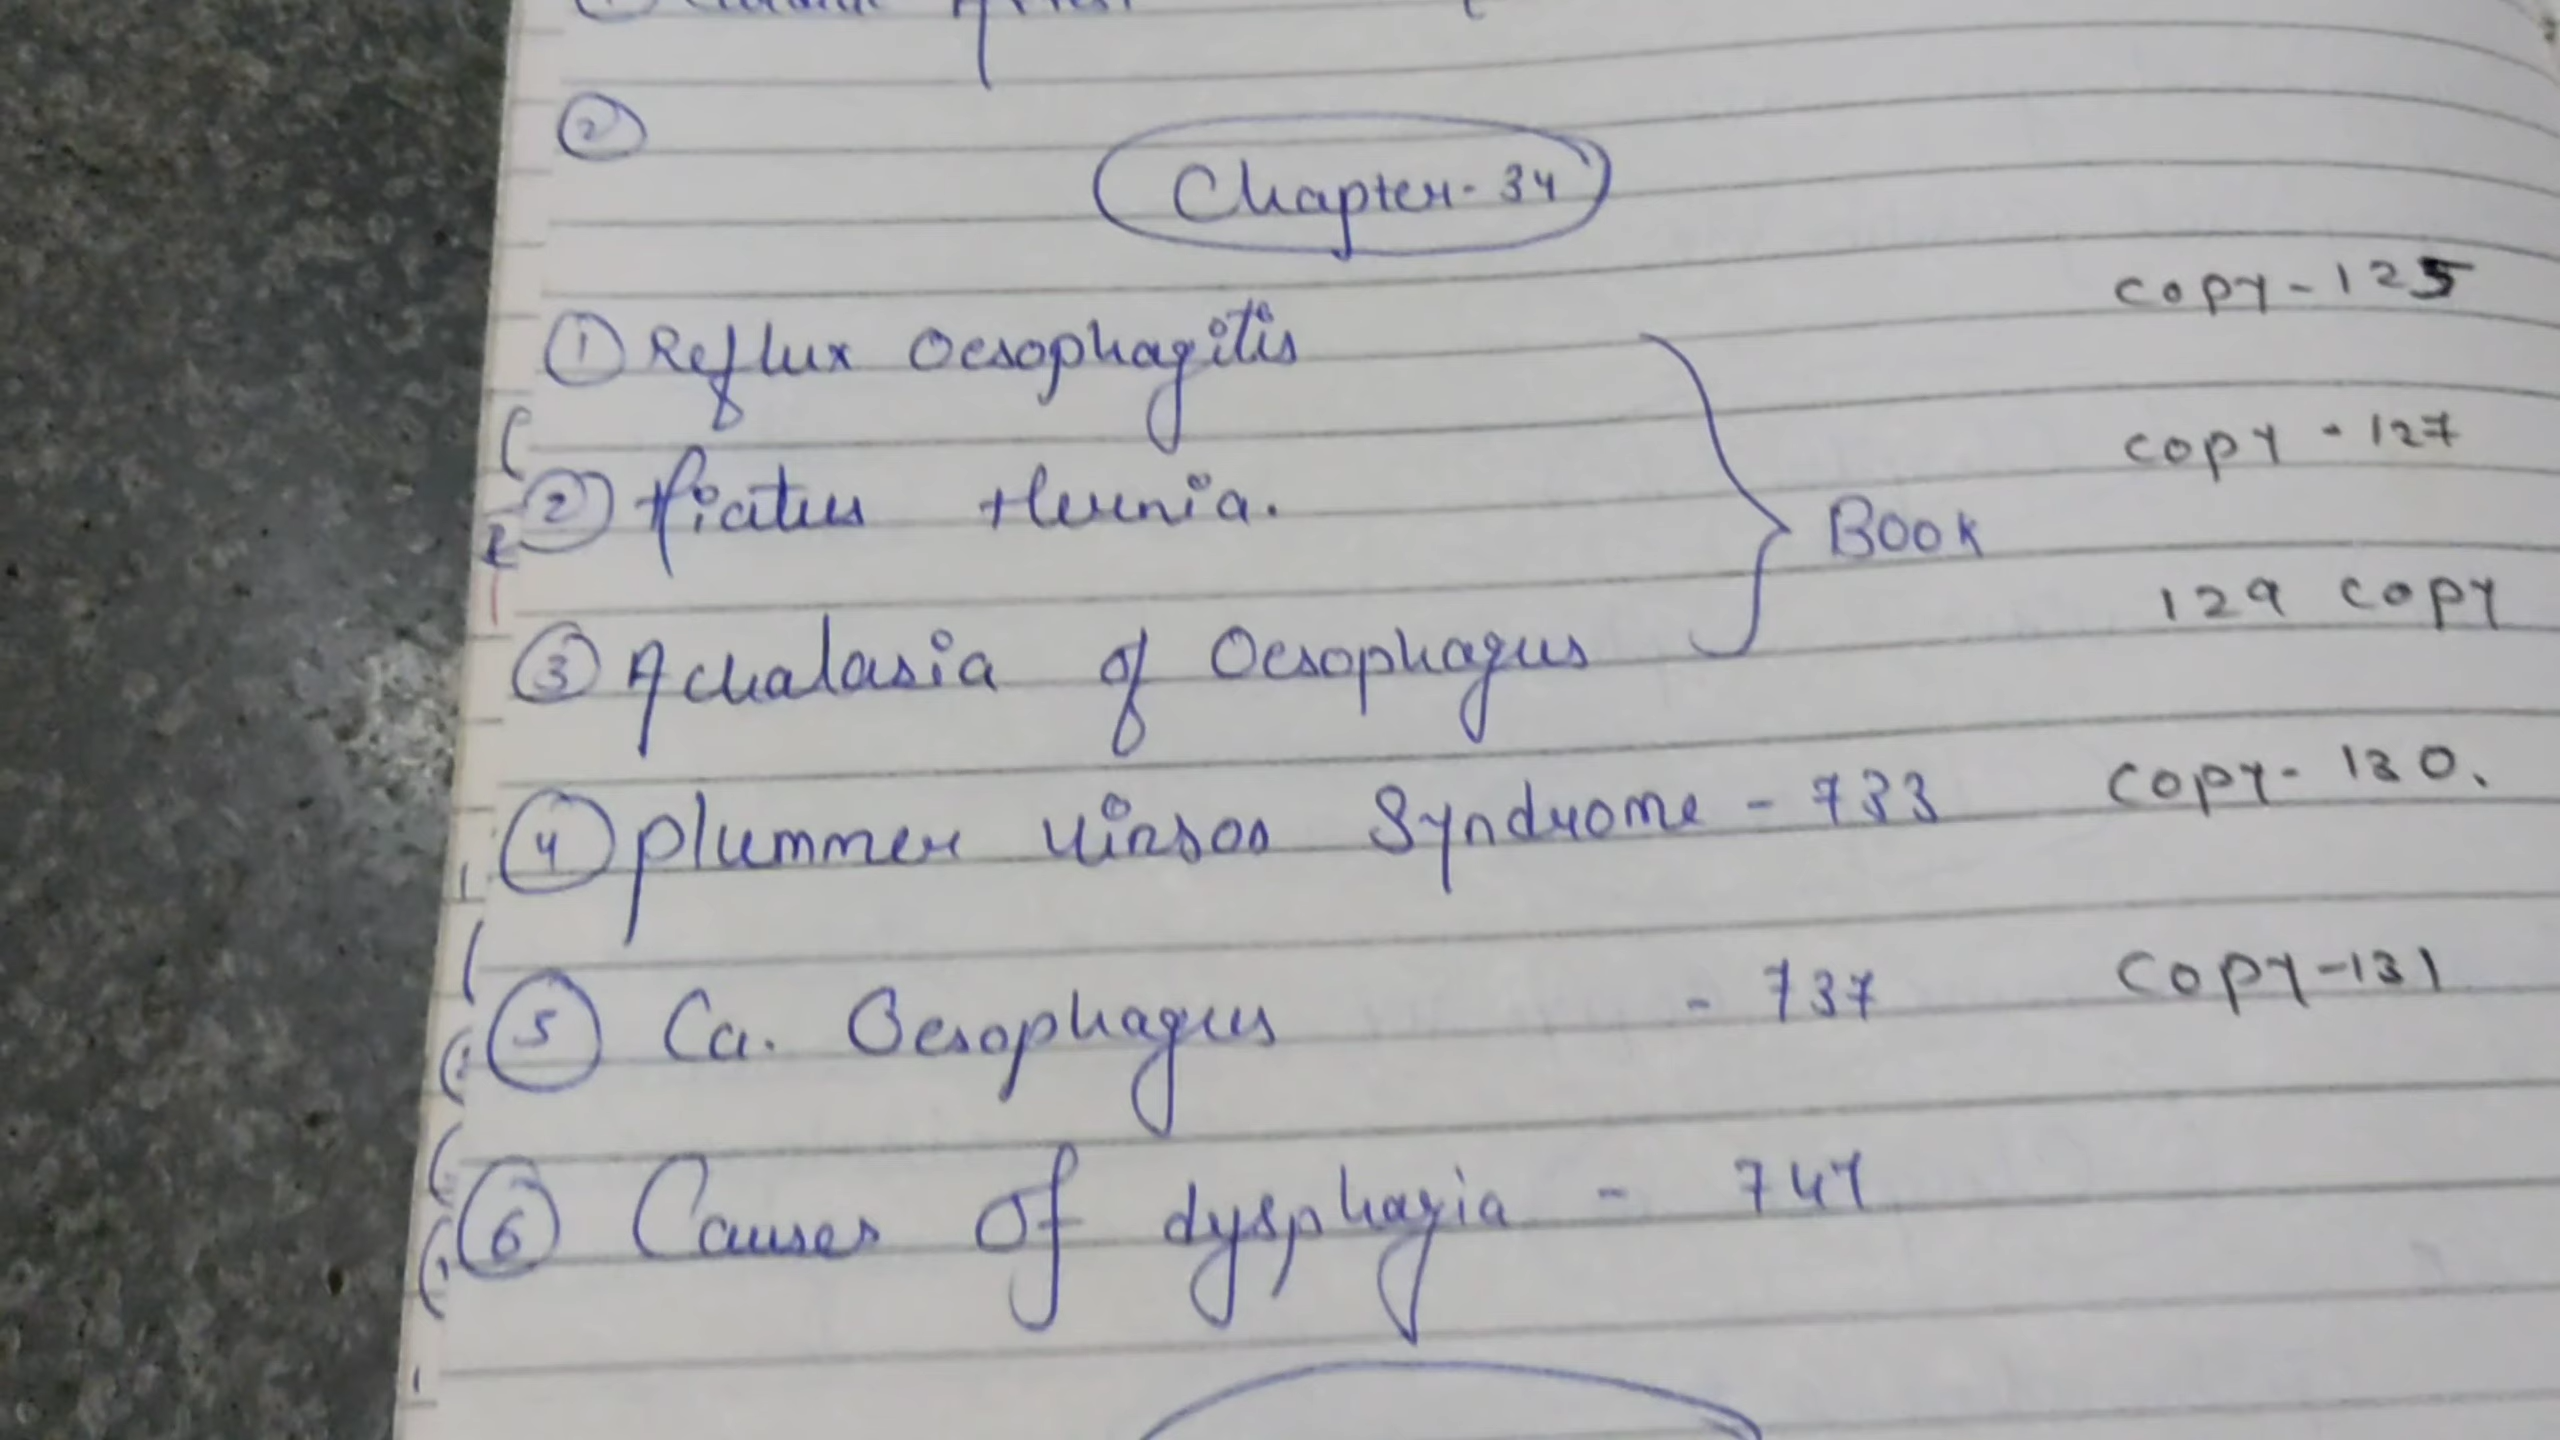 ②
Chapter-34
① Reflux Oesophagitis copy-125
② Hiatus Hernia. copy-127
Book
③ Achalasia of Oesophagus 129 copy
④ plummer vinson Syndrome - 733 copy-130.
⑤ Ca. Oesophagus - 737 copy-131
⑥ Causes of dysphagia - 747